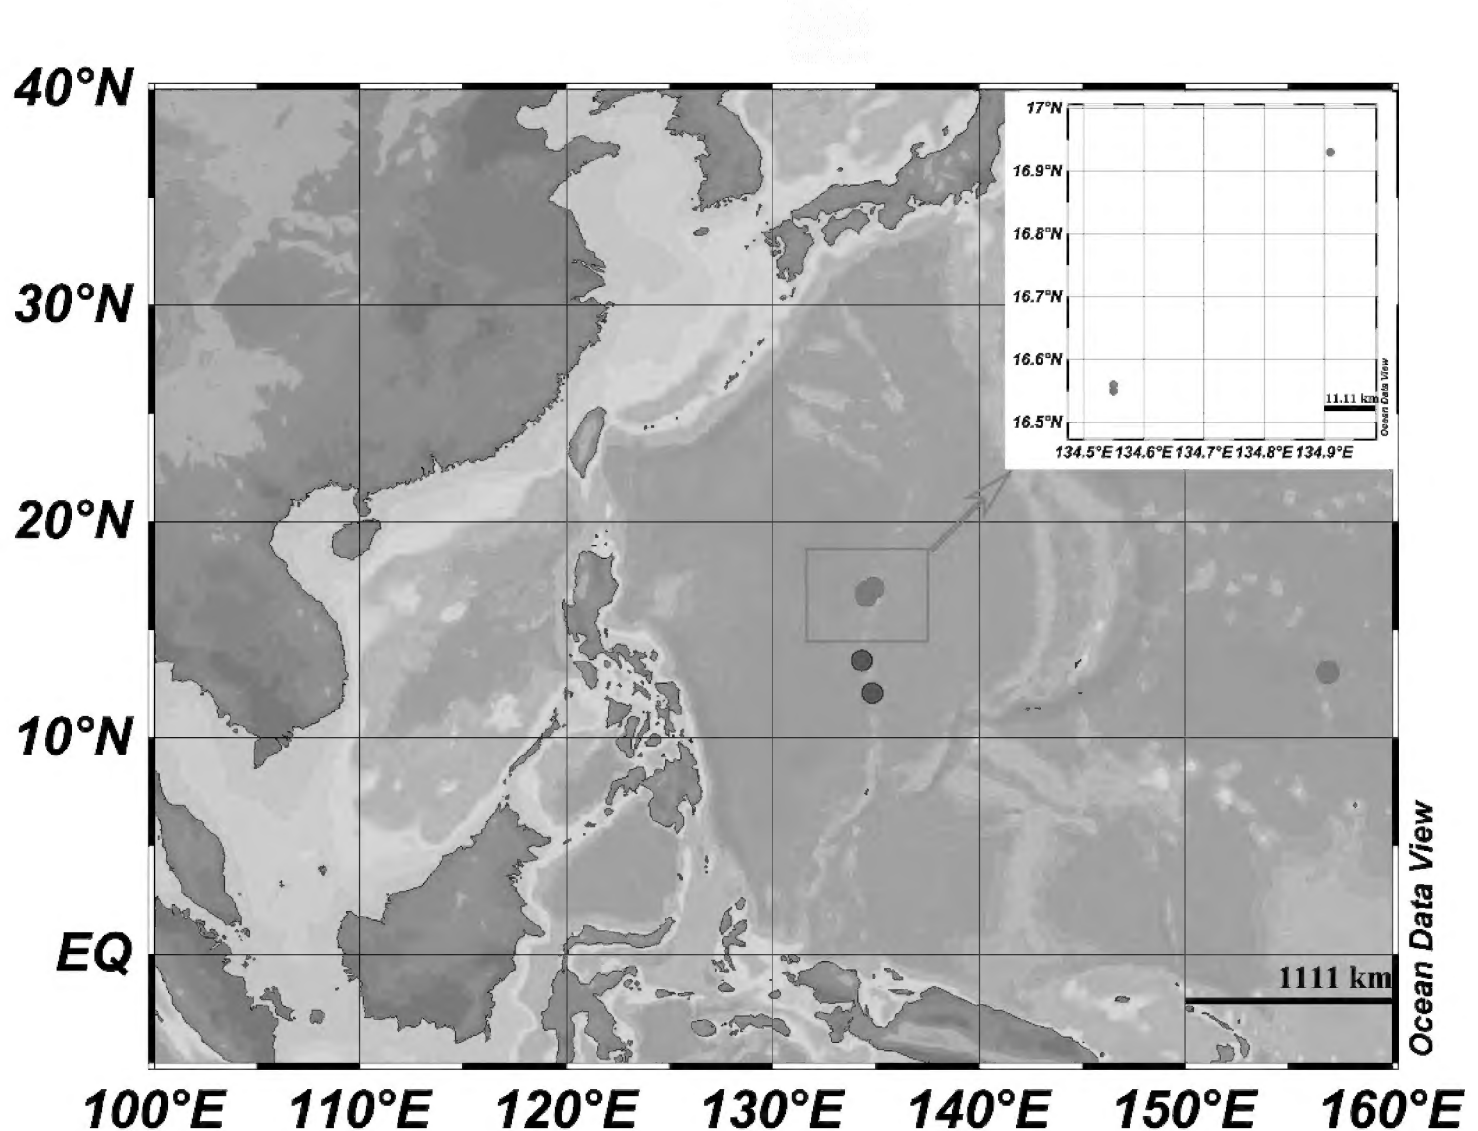 40°N
30°N
20°N
10°N
EQ
100°E 110°E 120°E 130°E 140°E 150°E 160°E
1111 km
Ocean Data View
17°N
16.9°N
16.8°N
16.7°N
16.6°N
16.5°N
134.5°E 134.6°E 134.7°E 134.8°E 134.9°E
11.11 km
Ocean Data View